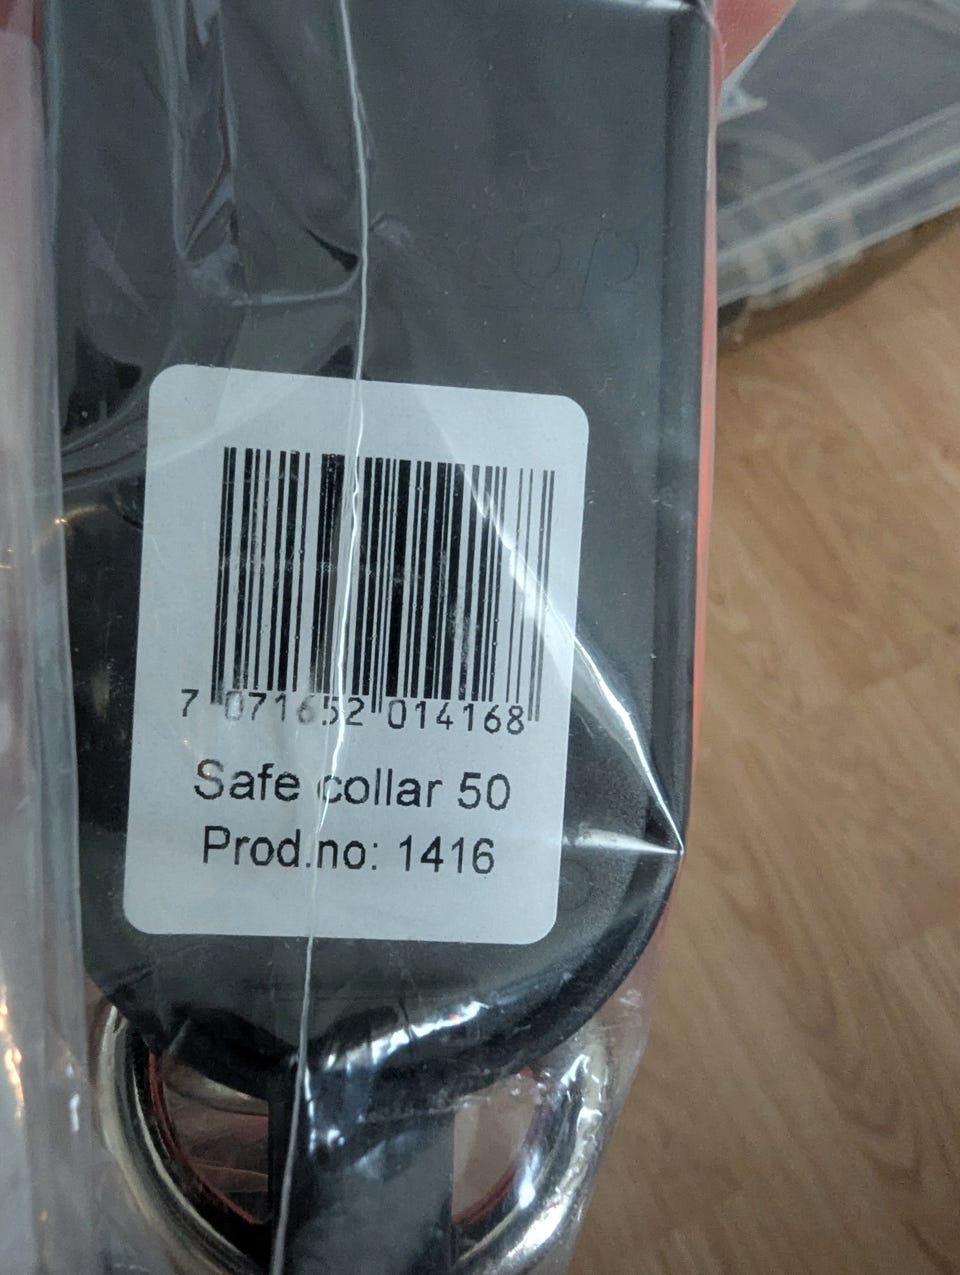 7 071652 014168
Safe collar 50
Prod.no: 1416